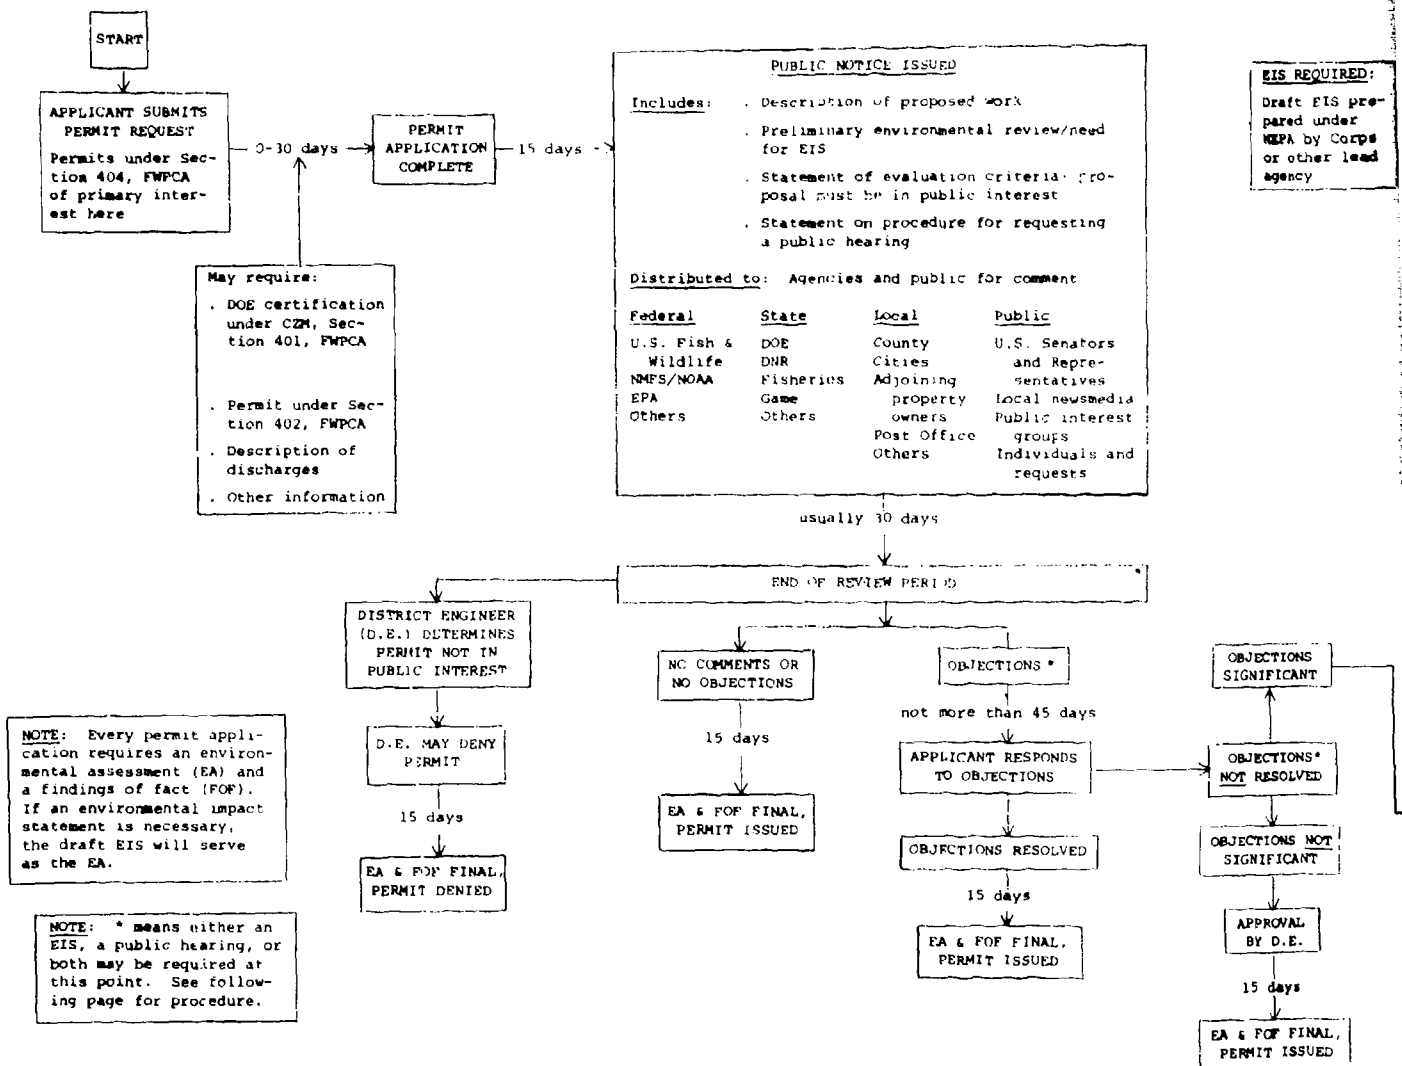 START
APPLICANT SUBMITS
PERMIT REQUEST
Permits under Sec-
tion 404, FWPCA
of primary inter-
est here
0-30 days
PERMIT
APPLICATION
COMPLETE
15 days
May require:
. DOE certification
under CZM, Sec-
tion 401, FWPCA
. Permit under Sec-
tion 402, FWPCA
. Description of
discharges
. Other information
PUBLIC NOTICE ISSUED
Includes:
. Description of proposed work
. Preliminary environmental review/need
for EIS
. Statement of evaluation criteria: pro-
posal must be in public interest
. Statement on procedure for requesting
a public hearing
Distributed to: Agencies and public for comment
Federal
U.S. Fish &
Wildlife
NMFS/NOAA
EPA
Others
State
DOE
DNR
Fisheries
Game
Others
Local
County
Cities
Adjoining
property
owners
Post Office
Others
Public
U.S. Senators
and Repre-
sentatives
Local newsmedia
Public interest
groups
Individuals and
requests
EIS REQUIRED:
Draft EIS pre-
pared under
NEPA by Corps
or other lead
agency
usually 30 days
END OF REVIEW PERIOD *
DISTRICT ENGINEER
(D.E.) DETERMINES
PERMIT NOT IN
PUBLIC INTEREST
D.E. MAY DENY
PERMIT
15 days
EA & FOF FINAL,
PERMIT DENIED
NO COMMENTS OR
NO OBJECTIONS
15 days
EA & FOF FINAL,
PERMIT ISSUED
OBJECTIONS *
not more than 45 days
APPLICANT RESPONDS
TO OBJECTIONS
OBJECTIONS RESOLVED
15 days
EA & FOF FINAL,
PERMIT ISSUED
OBJECTIONS
SIGNIFICANT
OBJECTIONS*
NOT RESOLVED
OBJECTIONS NOT
SIGNIFICANT
APPROVAL
BY D.E.
15 days
EA & FOF FINAL,
PERMIT ISSUED
NOTE: Every permit appli-
cation requires an environ-
mental assessment (EA) and
a findings of fact (FOF).
If an environmental impact
statement is necessary,
the draft EIS will serve
as the EA.
NOTE: * means either an
EIS, a public hearing, or
both may be required at
this point. See follow-
ing page for procedure.